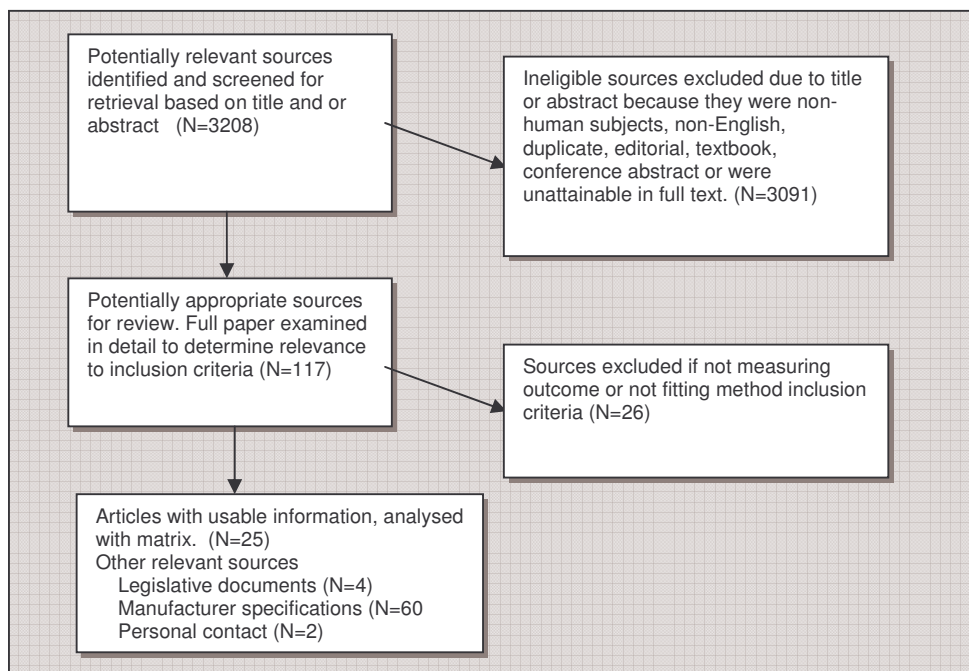 Potentially relevant sources
identified and screened for
retrieval based on title and or
abstract (N=3208)
Ineligible sources excluded due to title
or abstract because they were non-
human subjects, non-English,
duplicate, editorial, textbook,
conference abstract or were
unattainable in full text. (N=3091)
Potentially appropriate sources
for review. Full paper examined
in detail to determine relevance
to inclusion criteria (N=117)
Sources excluded if not measuring
outcome or not fitting method inclusion
criteria (N=26)
Articles with usable information, analysed
with matrix. (N=25)
Other relevant sources
Legislative documents (N=4)
Manufacturer specifications (N=60
Personal contact (N=2)